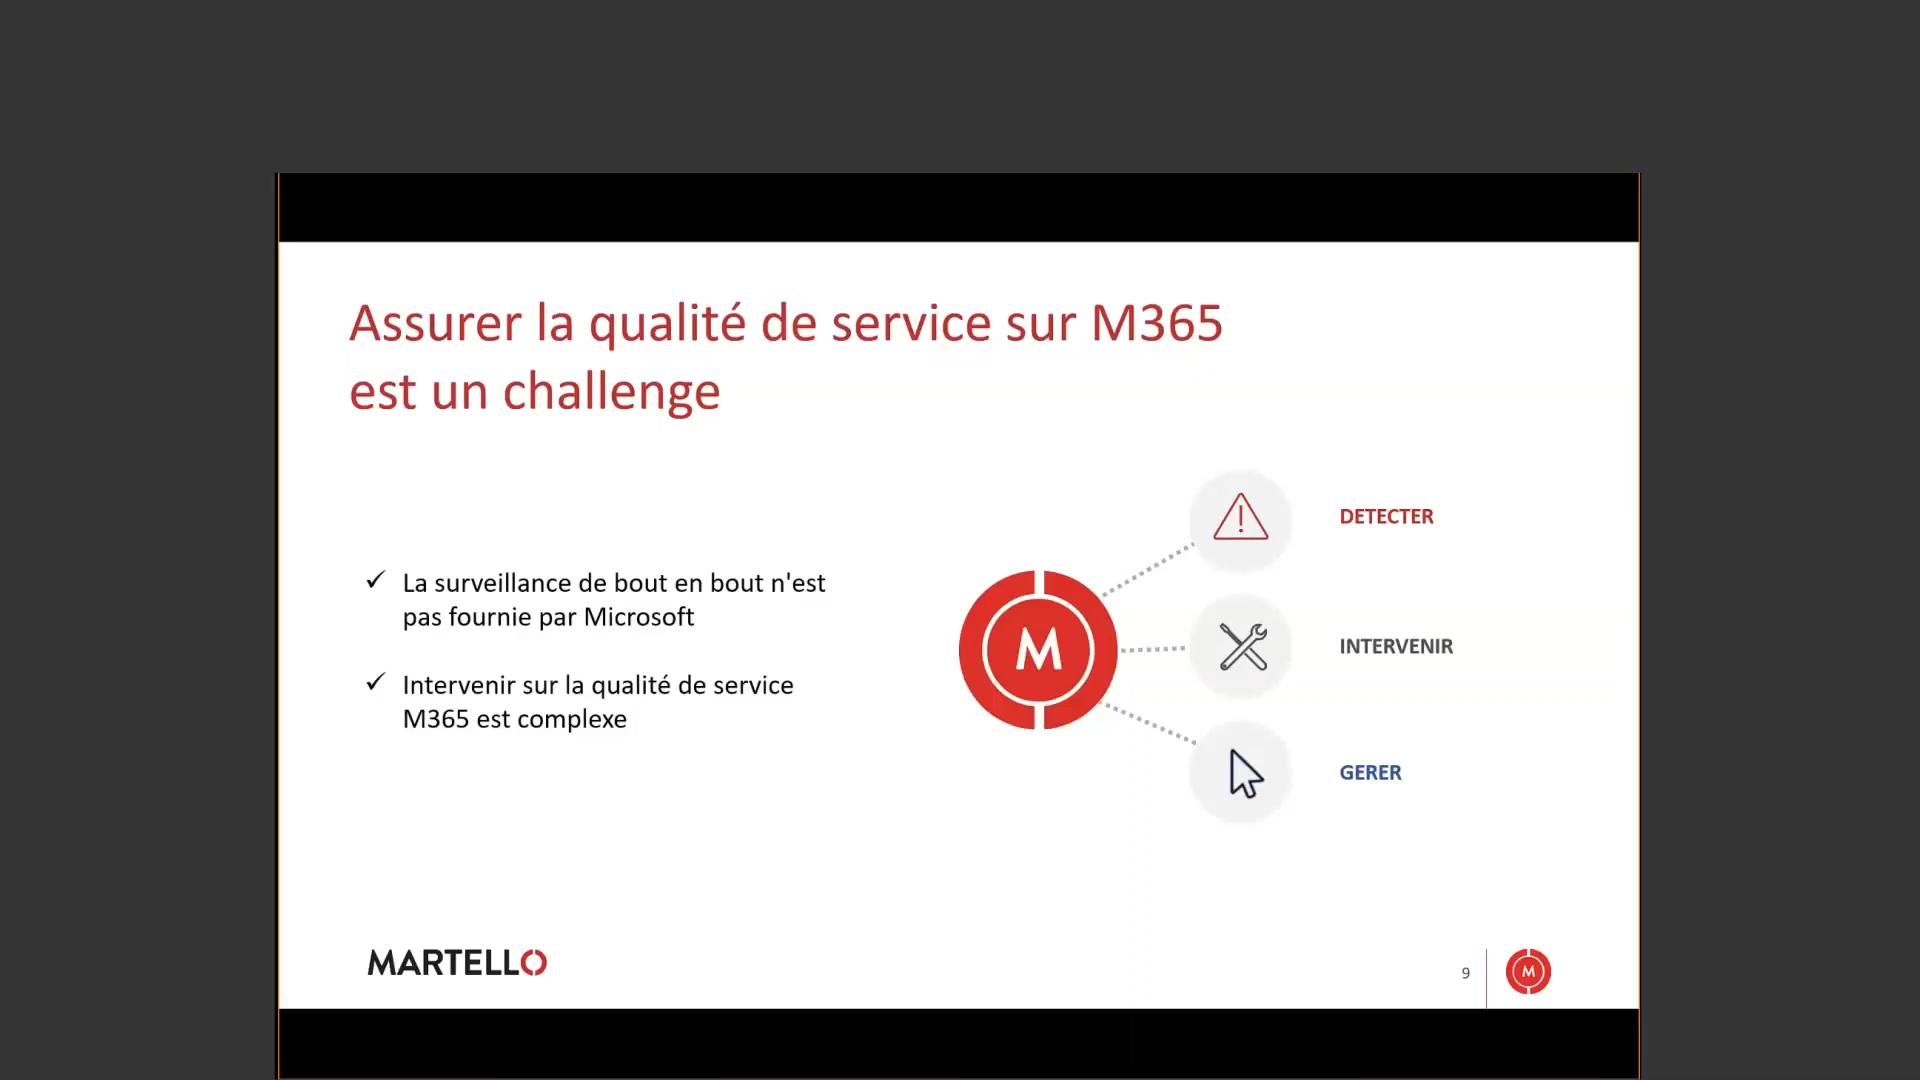 Assurer la qualité de service sur M365
est un challenge
DETECTER
✓ La surveillance de bout en bout n'est
pas fournie par Microsoft
M
INTERVENIR
✓ Intervenir sur la qualité de service
M365 est complexe
GERER
MARTELLO
9
M